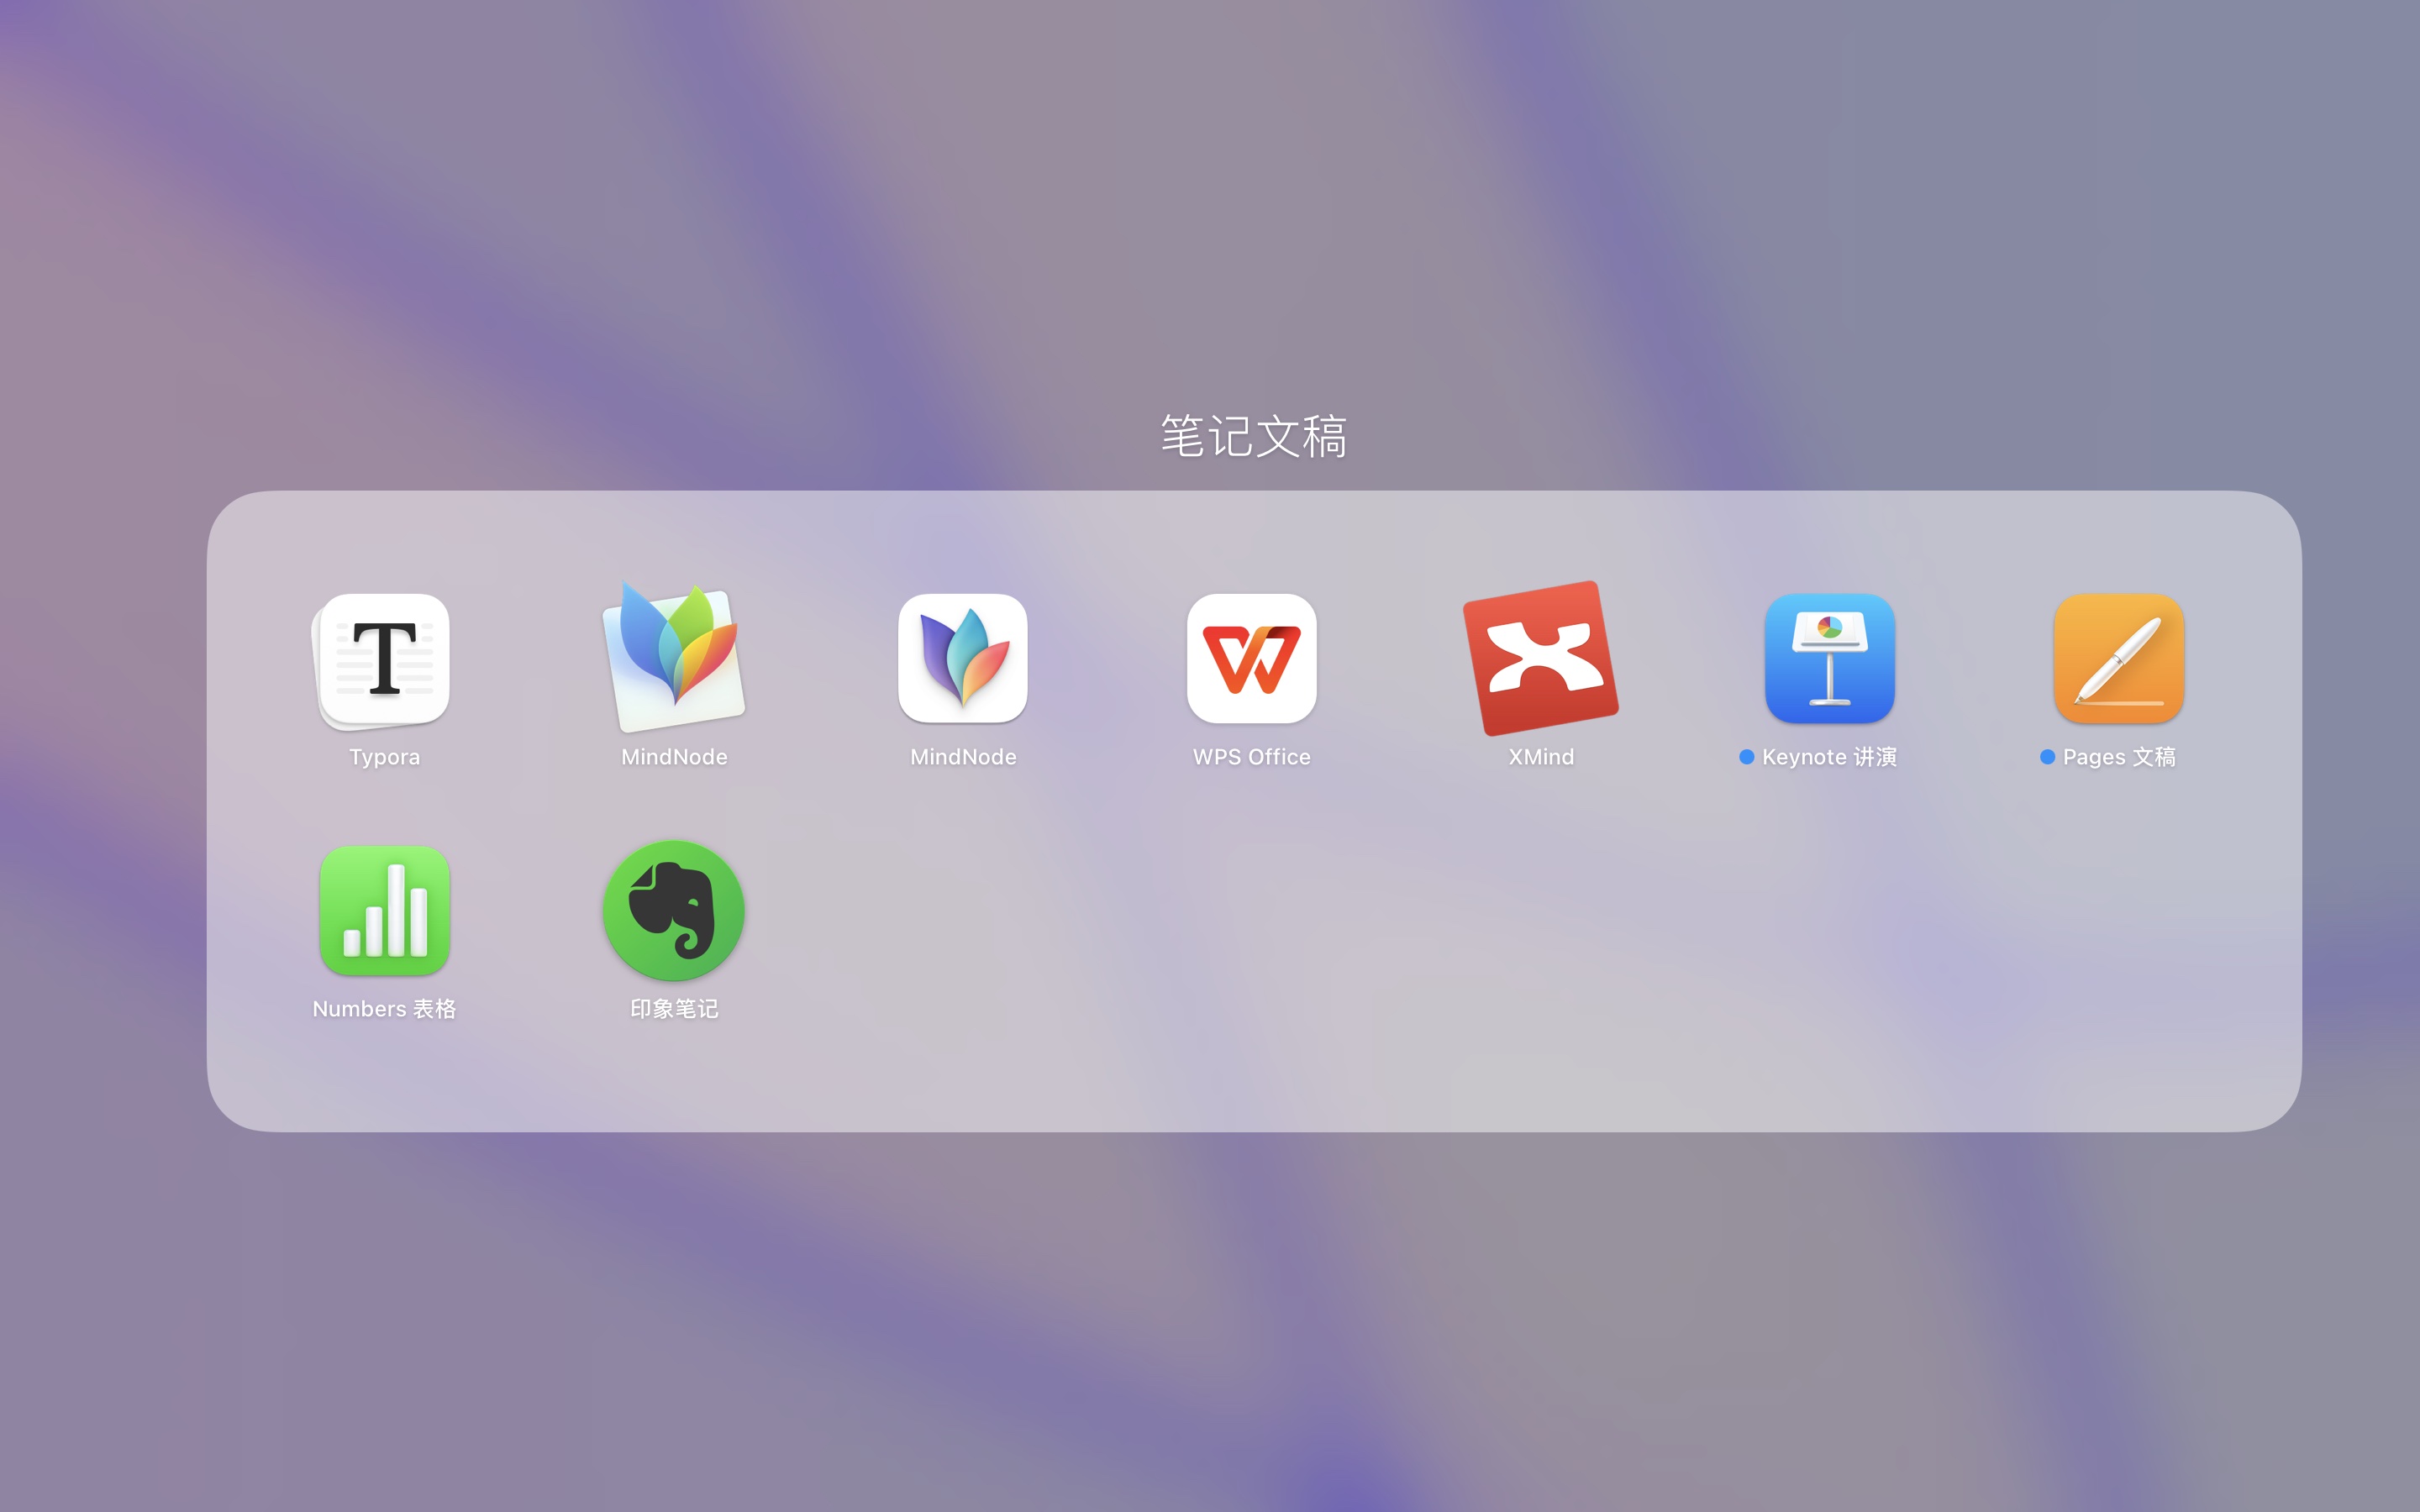 笔记文稿
Typora
MindNode
MindNode
WPS Office
XMind
Keynote 讲演
Pages 文稿
Numbers 表格
印象笔记